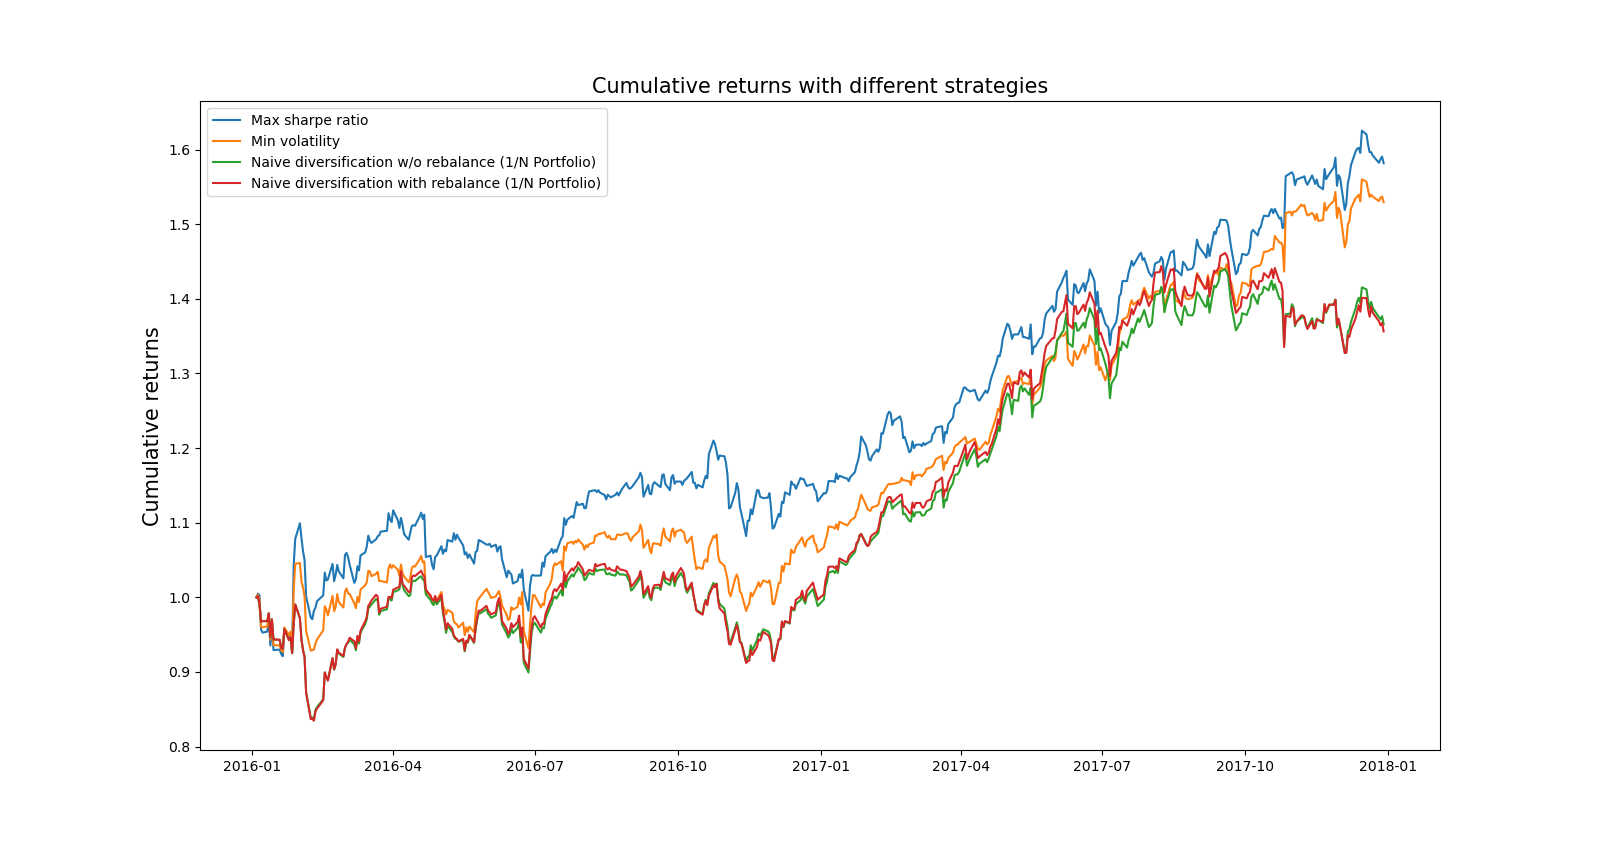 Cumulative returns with different strategies
Max sharpe ratio
Min volatility
Naive diversification w/o rebalance (1/N Portfolio)
Naive diversification with rebalance (1/N Portfolio)
Cumulative returns
1.6
1.5
1.4
1.3
1.2
1.1
1.0
0.9
0.8
2016-01 2016-04 2016-07 2016-10 2017-01 2017-04 2017-07 2017-10 2018-01